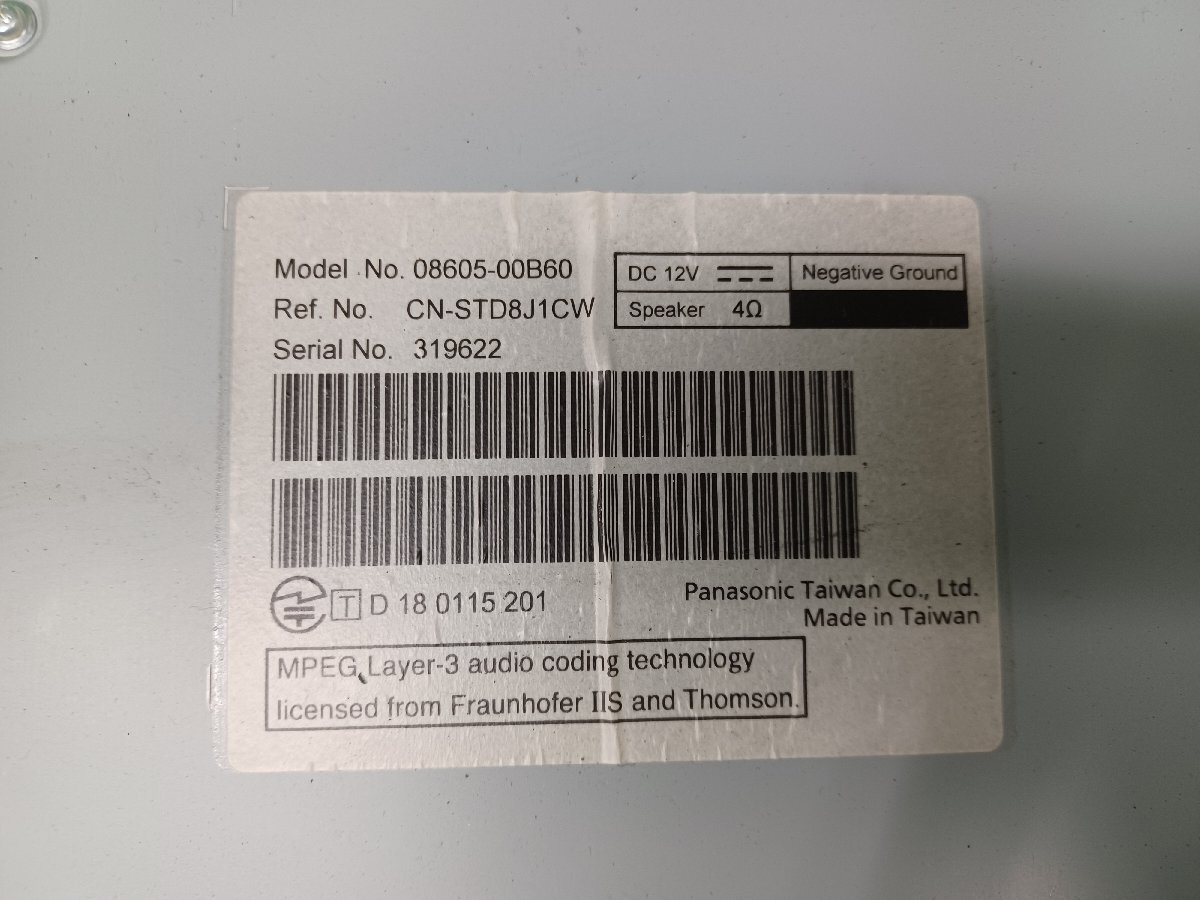 Model No. 08605-00B60
Ref. No. CN-STD8J1CW
Serial No. 319622
DC 12V
Negative Ground
Speaker 4Ω
T D 18 0115 201
Panasonic Taiwan Co., Ltd.
Made in Taiwan
MPEG Layer-3 audio coding technology
licensed from Fraunhofer IIS and Thomson.